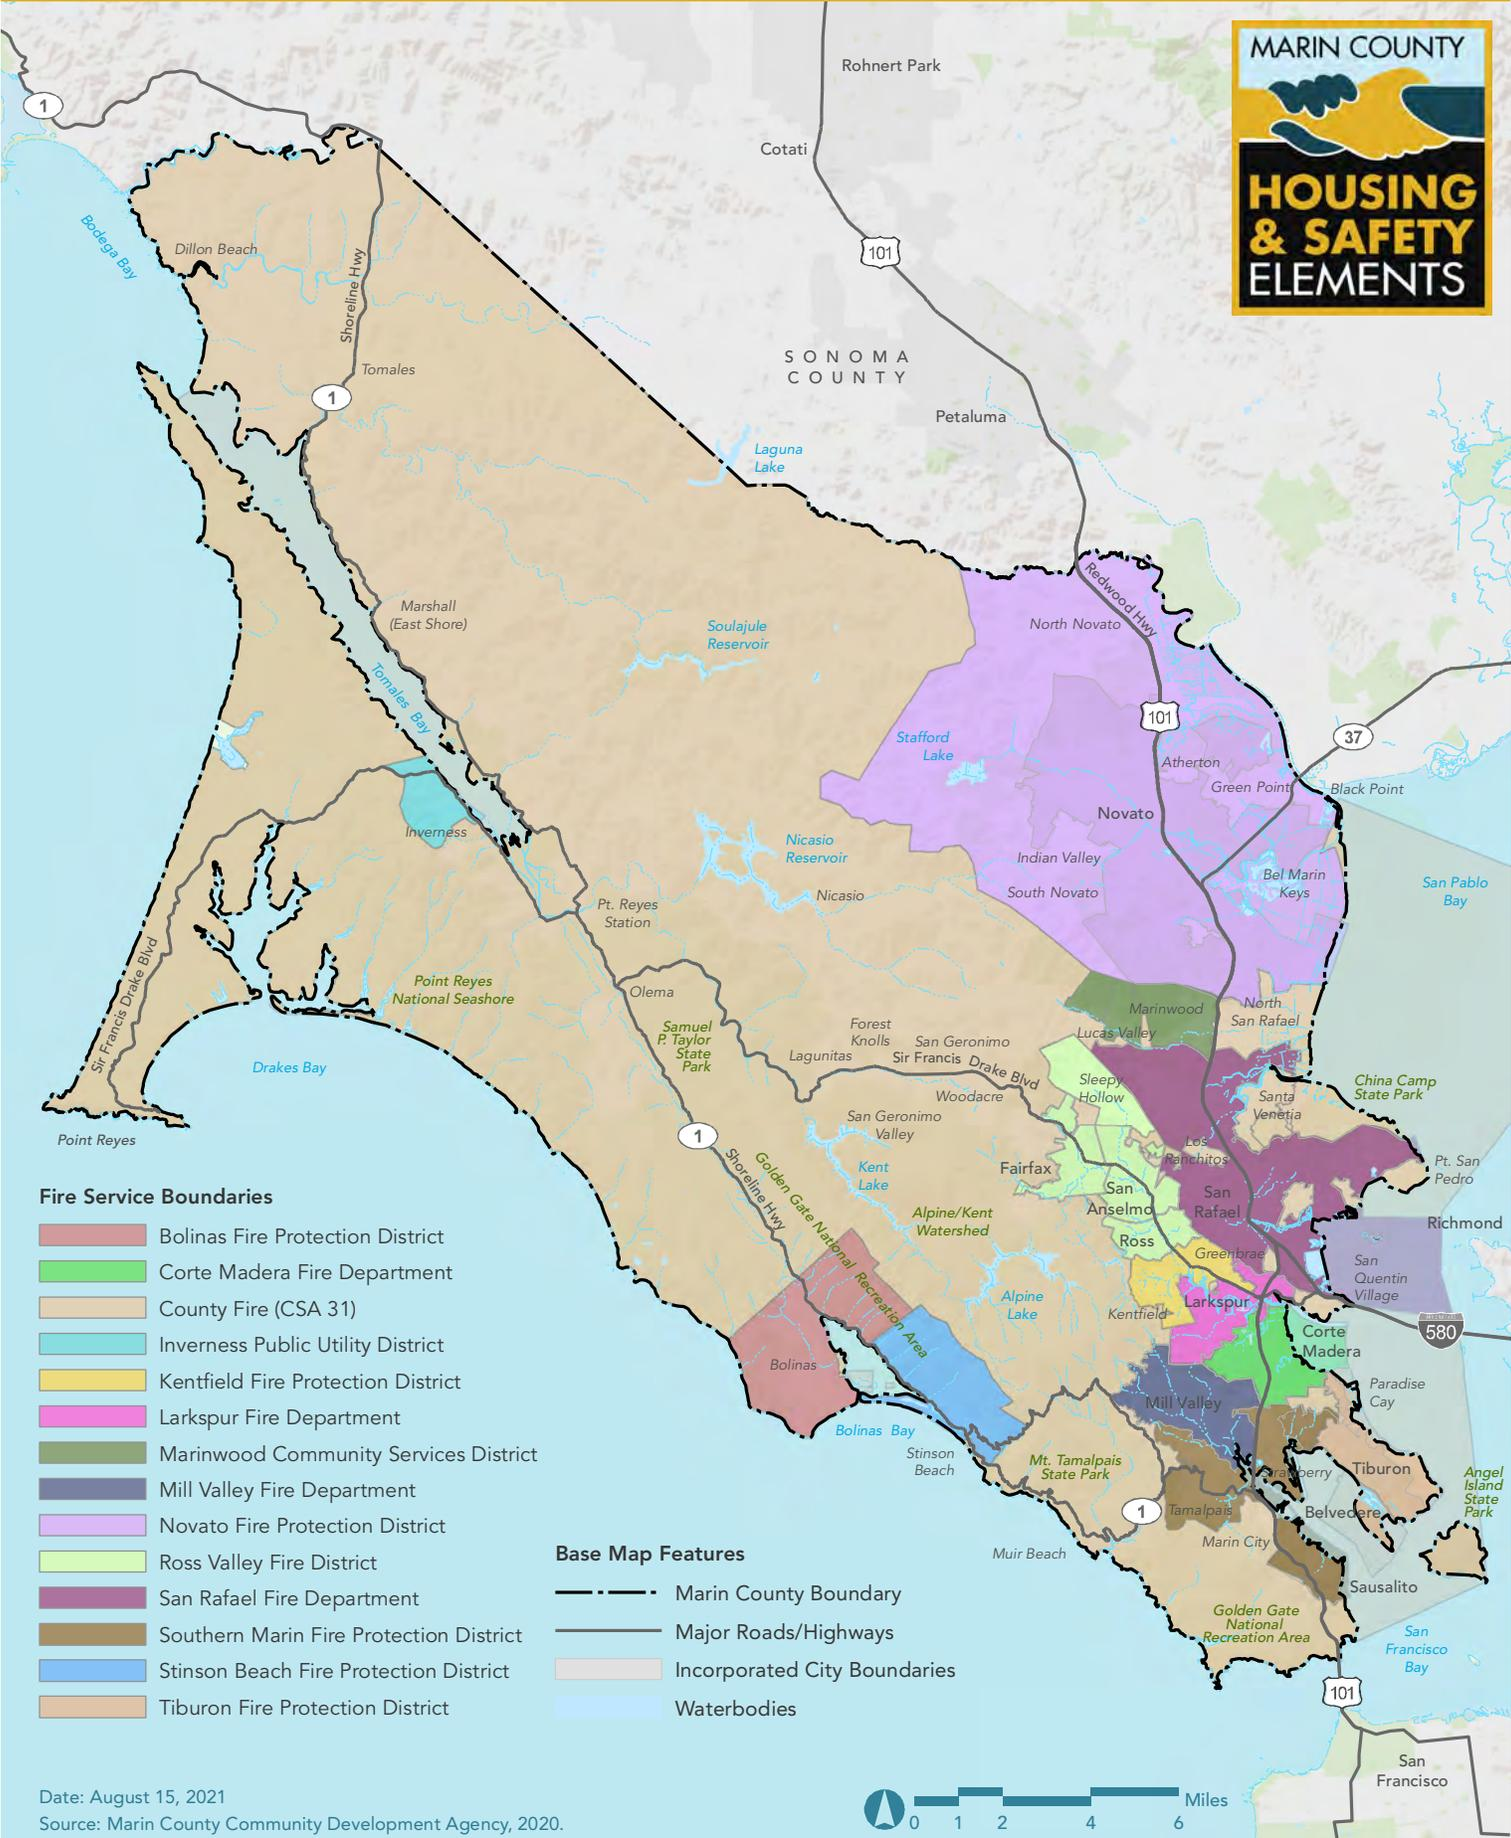 MARIN COUNTY
HOUSING
& SAFETY
ELEMENTS
1
Rohnert Park
Cotati
101
Bodega Bay
Dillon Beach
Shoreline Hwy
Tomales
1
SONOMA
COUNTY
Petaluma
Laguna
Lake
Marshall
(East Shore)
Soulajule
Reservoir
Redwood Hwy
North Novato
Tomales Bay
101
37
Stafford
Lake
Atherton
Green Point
Black Point
Novato
Inverness
Nicasio
Reservoir
Indian Valley
South Novato
Bel Marin
Keys
San Pablo
Bay
Nicasio
Pt. Reyes
Station
Sir Francis Drake Blvd
Point Reyes
National Seashore
Olema
Marinwood
Lucas Valley
North
San Rafael
Samuel
P. Taylor
State
Park
Forest
Knolls
San Geronimo
Lagunitas
Sir Francis Drake Blvd
Drakes Bay
Woodacre
Sleepy
Hollow
Santa
Venetia
China Camp
State Park
Point Reyes
San Geronimo
Valley
1
Shoreline Hwy
Golden Gate National Recreation Area
Kent
Lake
Fairfax
Los
Ranchitos
Pt. San
Pedro
San
Anselmo
San
Rafael
Alpine/Kent
Watershed
Richmond
Ross
Greenbrae
San
Quentin
Village
Alpine
Lake
Kentfield
Larkspur
580
Corte
Madera
Bolinas
Paradise
Cay
Mill Valley
Bolinas Bay
Stinson
Beach
Mt. Tamalpais
State Park
Strawberry
Tiburon
Angel
Island
State
Park
1
Tamalpais
Belvedere
Marin City
Muir Beach
Sausalito
Golden Gate
National
Recreation Area
San
Francisco
Bay
101
San
Francisco
Fire Service Boundaries
Bolinas Fire Protection District
Corte Madera Fire Department
County Fire (CSA 31)
Inverness Public Utility District
Kentfield Fire Protection District
Larkspur Fire Department
Marinwood Community Services District
Mill Valley Fire Department
Novato Fire Protection District
Ross Valley Fire District
San Rafael Fire Department
Southern Marin Fire Protection District
Stinson Beach Fire Protection District
Tiburon Fire Protection District
Base Map Features
Marin County Boundary
Major Roads/Highways
Incorporated City Boundaries
Waterbodies
Date: August 15, 2021
Source: Marin County Community Development Agency, 2020.
0 1 2 4 6 Miles